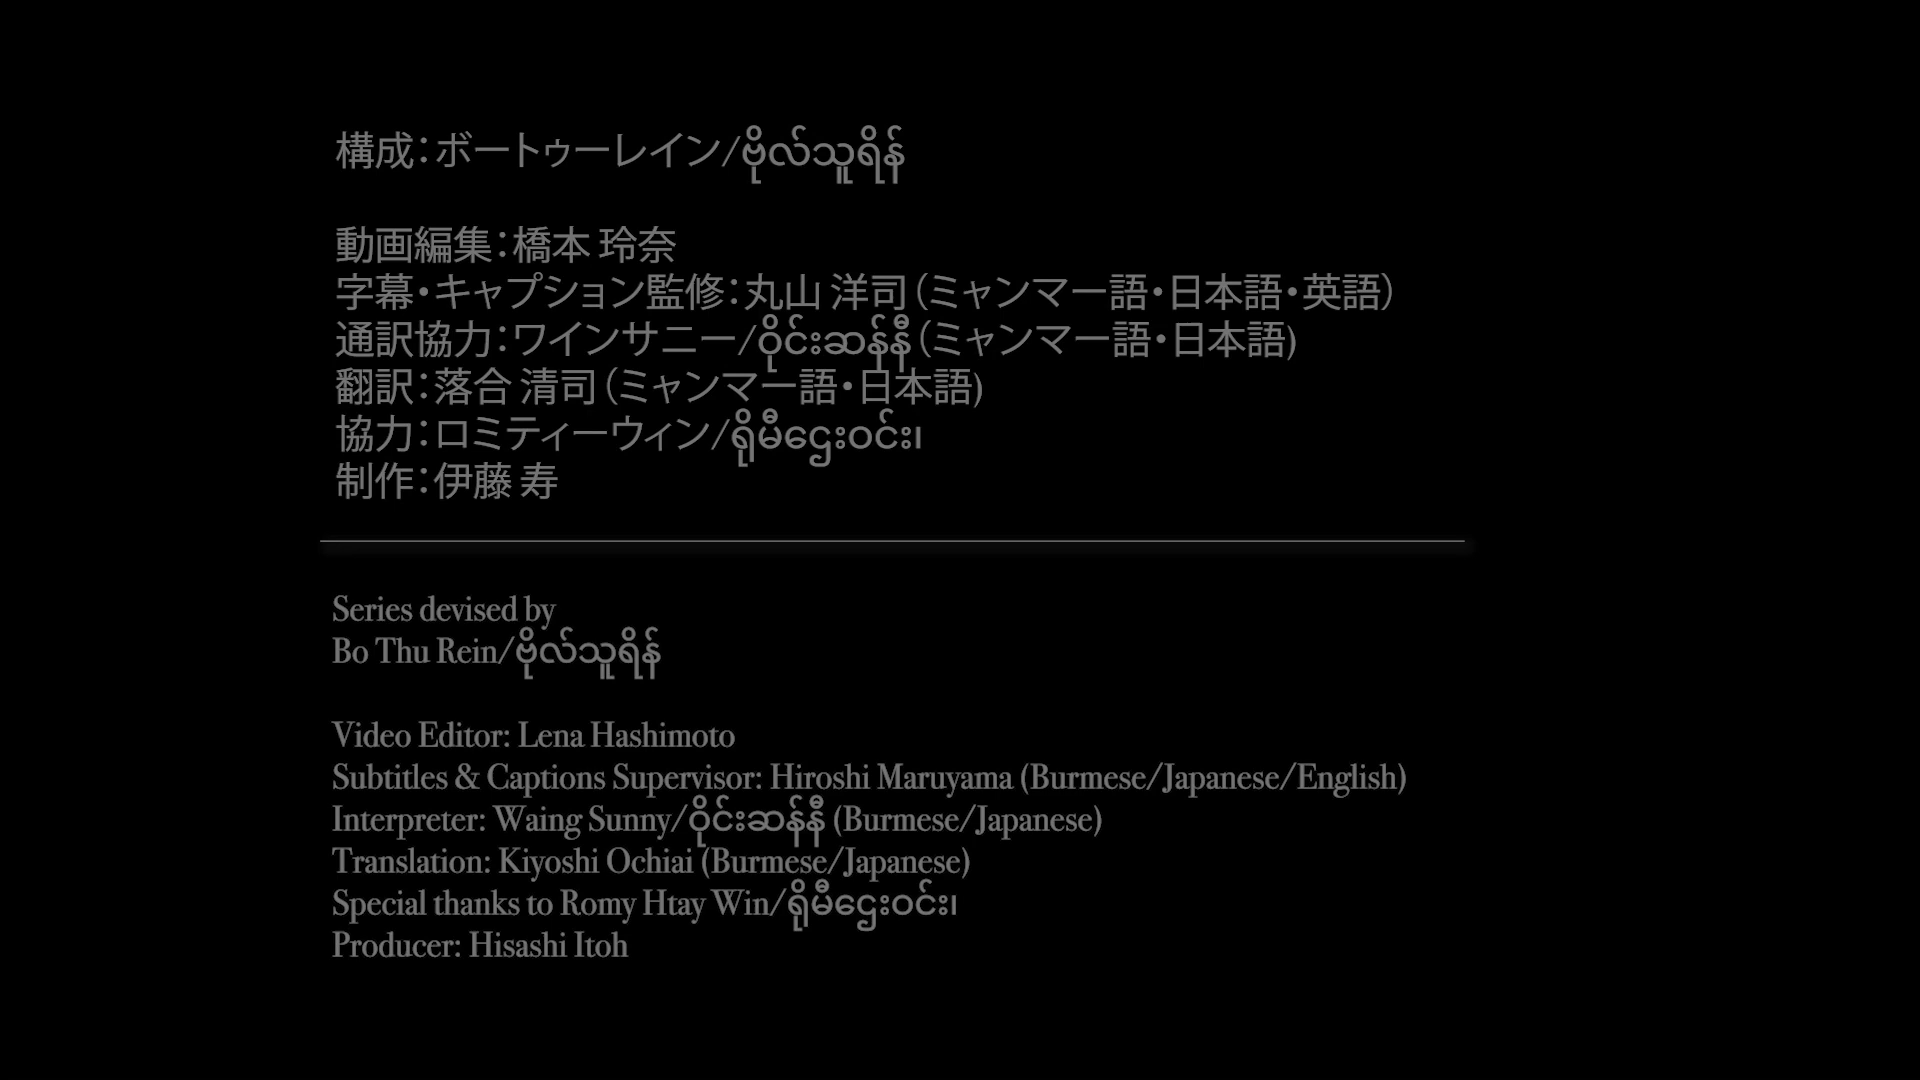 構成：ボートゥーレイン/ဗိုလ်သူရိန်
動画編集：橋本 玲奈
字幕・キャプション監修：丸山 洋司（ミャンマー語・日本語・英語）
通訳協力：ワインサニー/ဝိုင်းဆန်နီ（ミャンマー語・日本語)
翻訳：落合 清司（ミャンマー語・日本語)
協力：ロミティーウィン/ရိုမီဌေးဝင်း၊
制作：伊藤 寿
Series devised by
Bo Thu Rein/ဗိုလ်သူရိန်
Video Editor: Lena Hashimoto
Subtitles & Captions Supervisor: Hiroshi Maruyama (Burmese/Japanese/English)
Interpreter: Waing Sunny/ဝိုင်းဆန်နီ (Burmese/Japanese)
Translation: Kiyoshi Ochiai (Burmese/Japanese)
Special thanks to Romy Htay Win/ရိုမီဌေးဝင်း၊
Producer: Hisashi Itoh